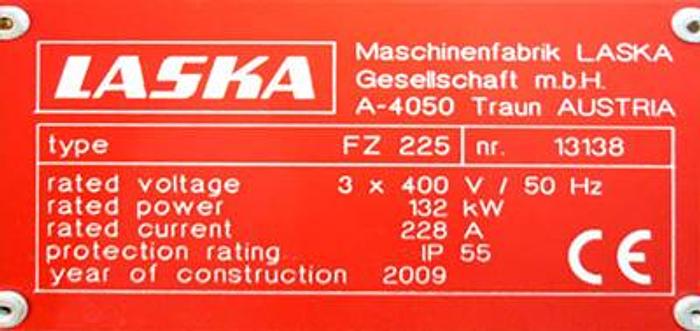 LASKA
Maschinenfabrik LASKA
Gesellschaft m.b.H.
A-4050 Traun AUSTRIA
type FZ 225 nr. 13138
rated voltage 3 x 400 V / 50 Hz
rated power 132 kW
rated current 228 A
protection rating IP 55
year of construction 2009
CE